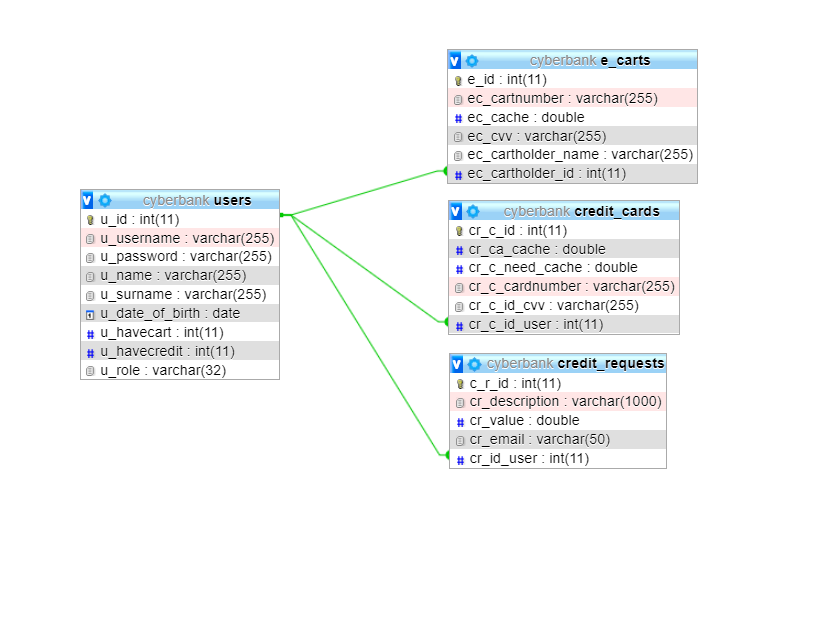 cyberbank users
u_id : int(11)
u_username : varchar(255)
u_password : varchar(255)
u_name : varchar(255)
u_surname : varchar(255)
u_date_of_birth : date
u_havecart : int(11)
u_havecredit : int(11)
u_role : varchar(32)
cyberbank e_carts
e_id : int(11)
ec_cartnumber : varchar(255)
ec_cache : double
ec_cvv : varchar(255)
ec_cartholder_name : varchar(255)
ec_cartholder_id : int(11)
cyberbank credit_cards
cr_c_id : int(11)
cr_ca_cache : double
cr_c_need_cache : double
cr_c_cardnumber : varchar(255)
cr_c_id_cvv : varchar(255)
cr_c_id_user : int(11)
cyberbank credit_requests
c_r_id : int(11)
cr_description : varchar(1000)
cr_value : double
cr_email : varchar(50)
cr_id_user : int(11)